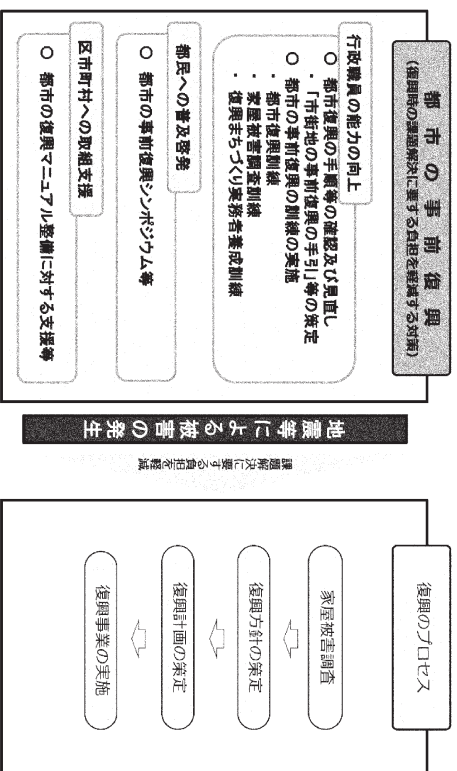 都市の事前復興
(復興時の課題解決に要する負担を軽減する対策)
行政職員の能力の向上
○ 都市復興の手順等の確認及び見直し
・「市街地の事前復興の手引」等の策定
○ 都市の事前復興の訓練の実施
・都市復興訓練
・家屋被害調査訓練
・復興まちづくり実務者養成訓練
都民への普及啓発
○ 都市の事前復興シンポジウム等
区市町村への取組支援
○ 都市の復興マニュアル整備に対する支援等
地震等による被害の発生
課題解決に要する負担を軽減
復興のプロセス
家屋被害調査
復興方針の策定
復興計画の策定
復興事業の実施